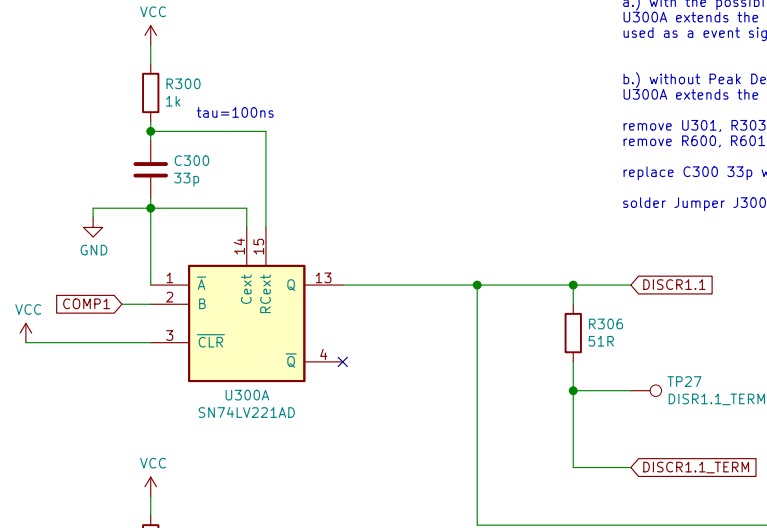 VCC
R300
1k
tau=100ns
C300
33p
GND
14
15
1
A
2
B
COMP1
3
CLR
VCC
Cext
RCext
Q
13
Q
4
U300A
SN74LV221AD
DISCR1.1
R306
51R
TP27
DISR1.1_TERM
DISCR1.1_TERM
VCC
a.) with the
U300A extends the
used as a event
b.) without Peak
U300A extends the
remove U301, R303
remove R600, R601
replace C300 33p
solder Jumper J300